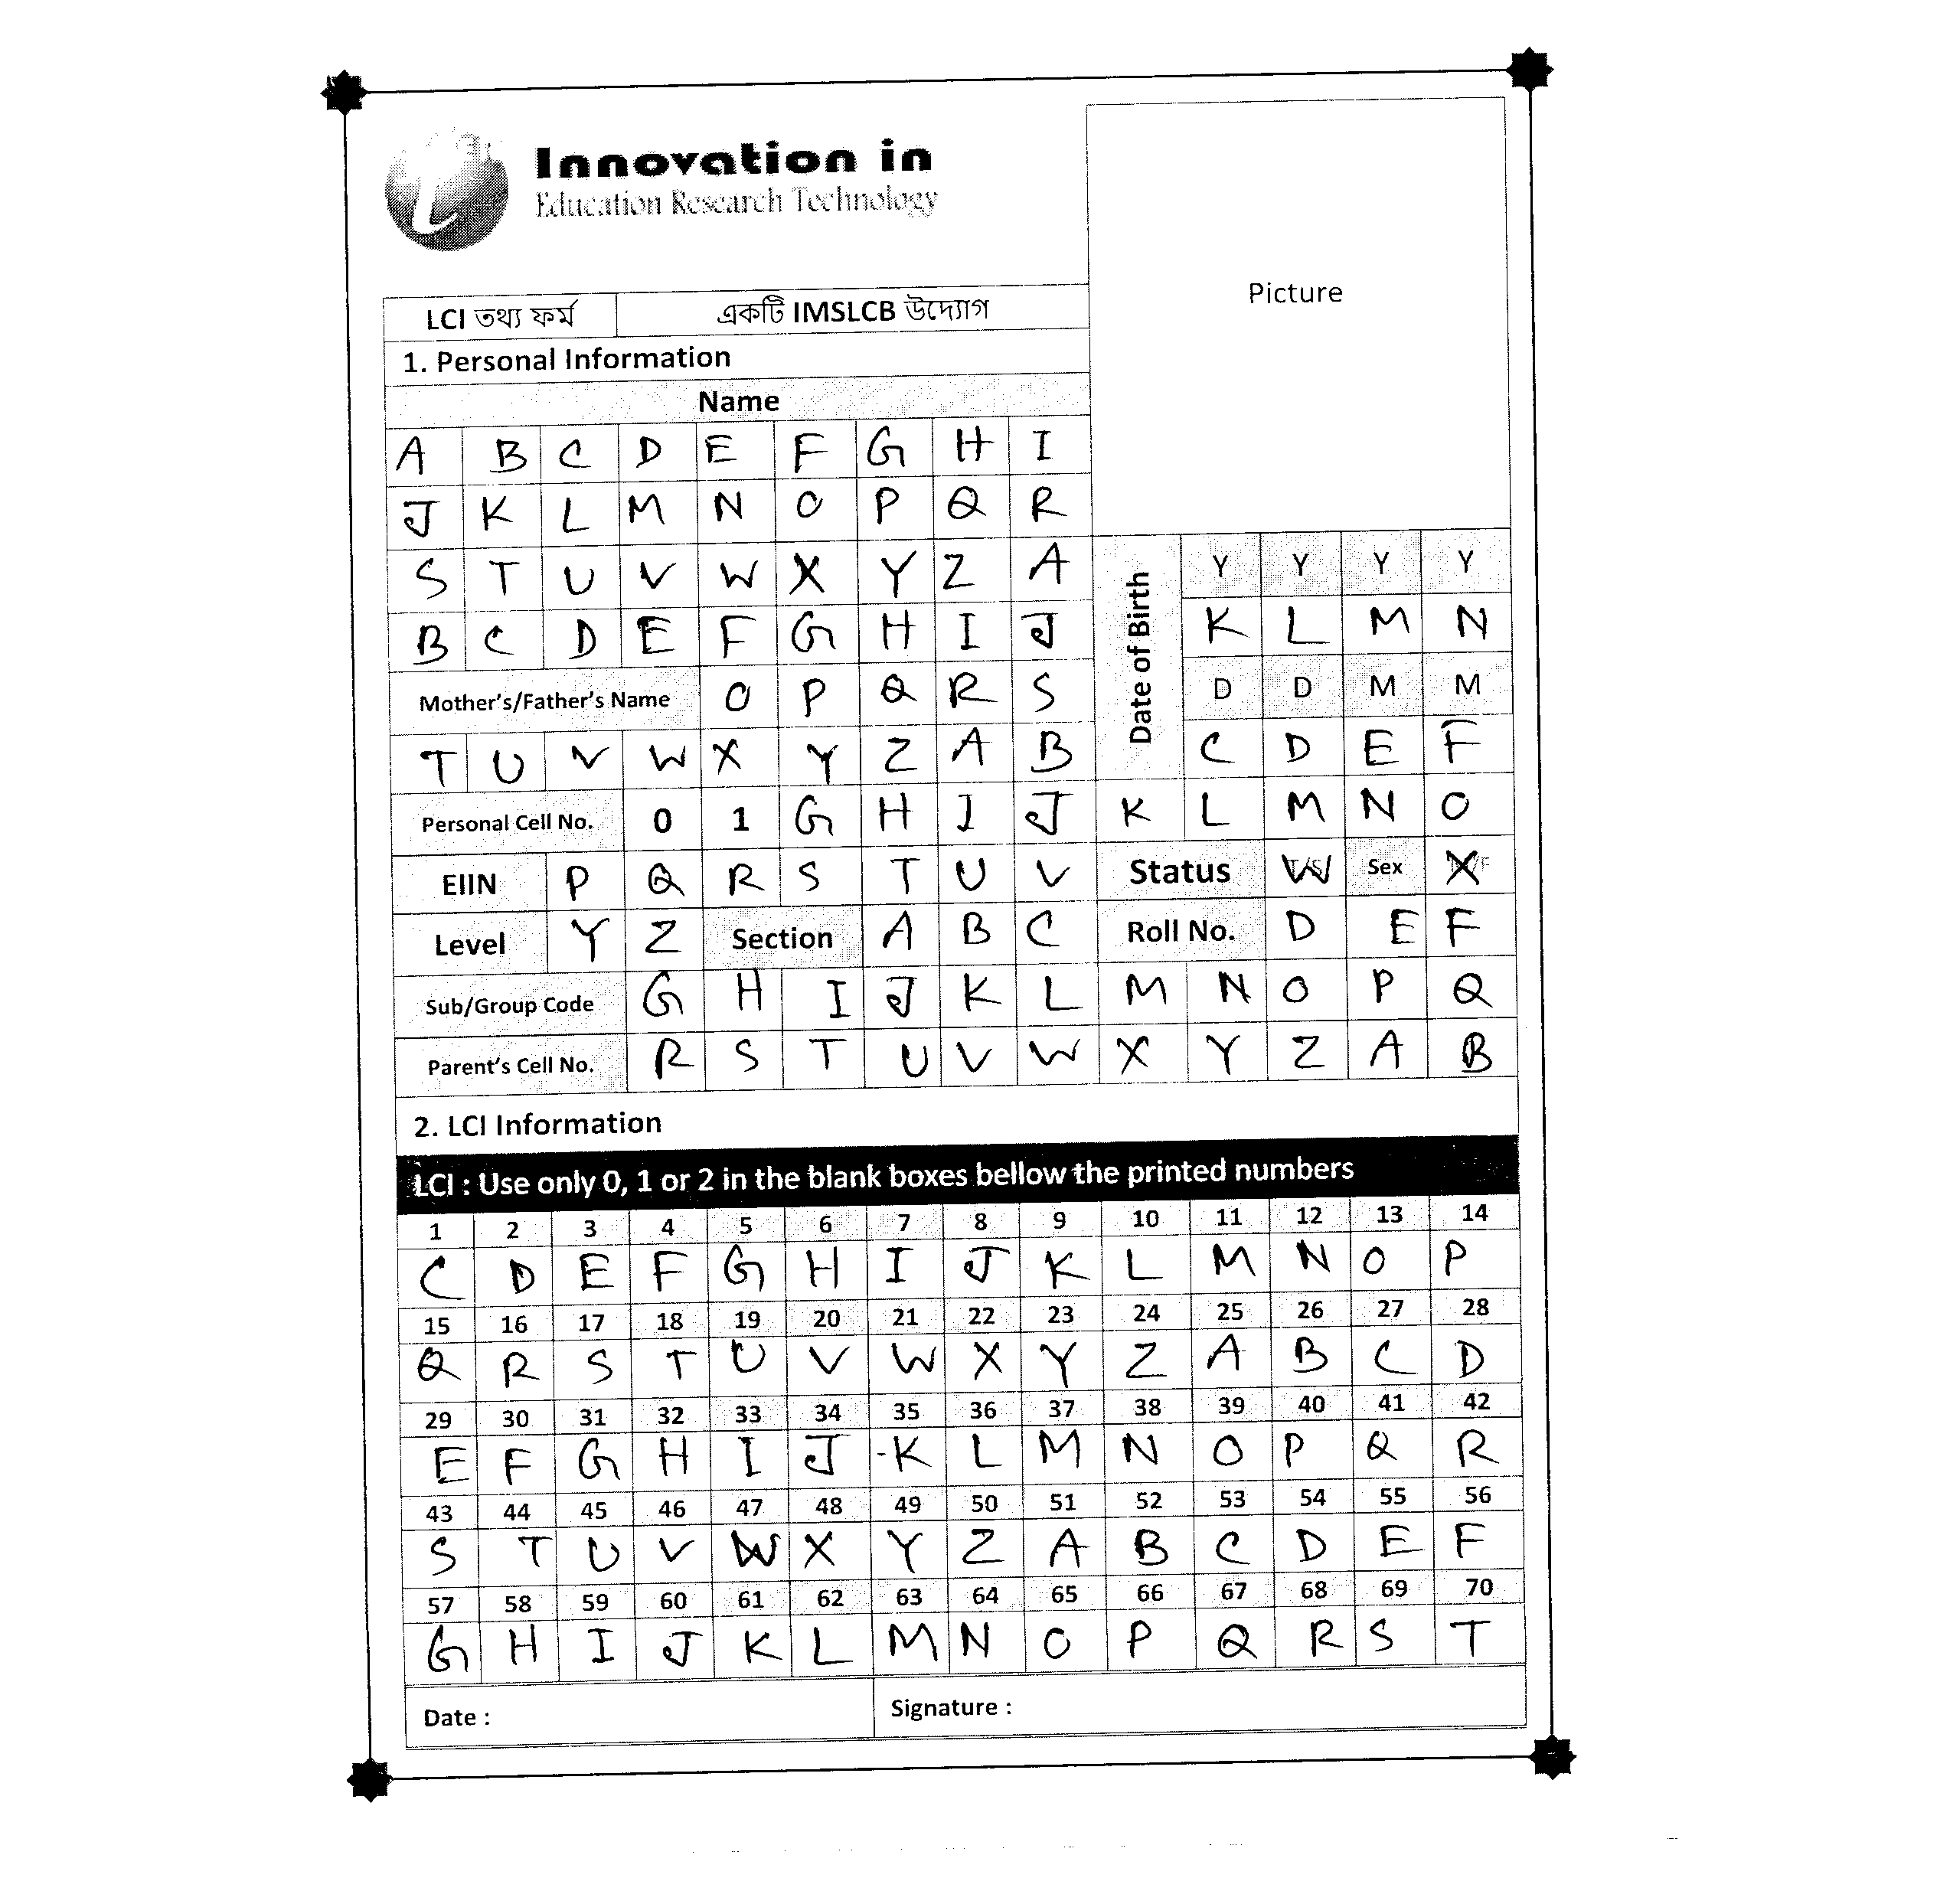 Innovation in
Education Research Technology
Picture
LCI তথ্য ফর্ম একটি IMSLCB উদ্যোগ
1. Personal Information
Name
A B C D E F G H I
J K L M N O P Q R
S T U V W X Y Z A
B C D E F G H I J
Date of Birth
Y Y Y Y
K L M N
D D M M
C D E F
Mother's/Father's Name O P Q R S
T U V W X Y Z A B
Personal Cell No. 0 1 G H I J K L M N O
EIIN P Q R S T U V Status W Sex X
Level Y Z Section A B C Roll No. D E F
Sub/Group Code G H I J K L M N O P Q
Parent's Cell No. R S T U V W X Y Z A B
2. LCI Information
LCI : Use only 0, 1 or 2 in the blank boxes bellow the printed numbers
1 2 3 4 5 6 7 8 9 10 11 12 13 14
C D E F G H I J K L M N O P
15 16 17 18 19 20 21 22 23 24 25 26 27 28
Q R S T U V W X Y Z A B C D
29 30 31 32 33 34 35 36 37 38 39 40 41 42
E F G H I J K L M N O P Q R
43 44 45 46 47 48 49 50 51 52 53 54 55 56
S T U V W X Y Z A B C D E F
57 58 59 60 61 62 63 64 65 66 67 68 69 70
G H I J K L M N O P Q R S T
Date : Signature :